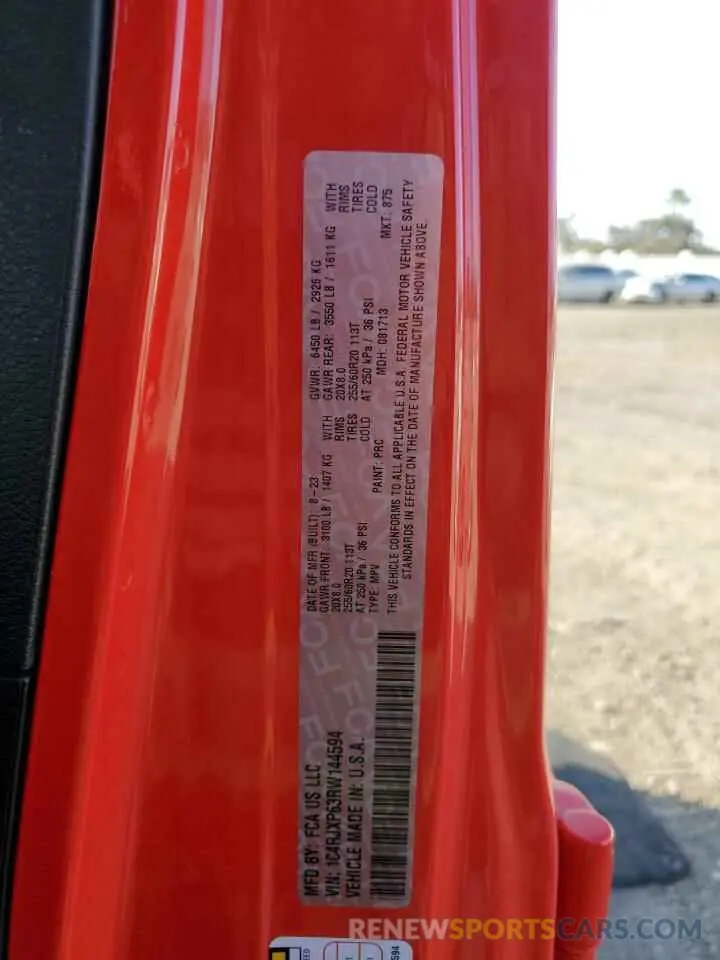 MFD BY: FCA US LLC
DATE OF MFR (BUILT): 8-23
GVWR: 6450 LB / 2926 KG
GAWR FRONT: 3100 LB / 1407 KG WITH
GAWR REAR: 3550 LB / 1611 KG WITH
20X8.0 RIMS
20X8.0 RIMS
255/60R20 113T TIRES
255/60R20 113T TIRES
AT 250 kPa / 36 PSI COLD
AT 250 kPa / 36 PSI COLD
VIN: 1C4RJXP63RW144594
TYPE: MPV
PAINT: PRC
MDH: 081713
MKT: 875
VEHICLE MADE IN: U.S.A.
THIS VEHICLE CONFORMS TO ALL APPLICABLE U.S.A. FEDERAL MOTOR VEHICLE SAFETY
STANDARDS IN EFFECT ON THE DATE OF MANUFACTURE SHOWN ABOVE.
594
RENEWSPORTSCARS.COM